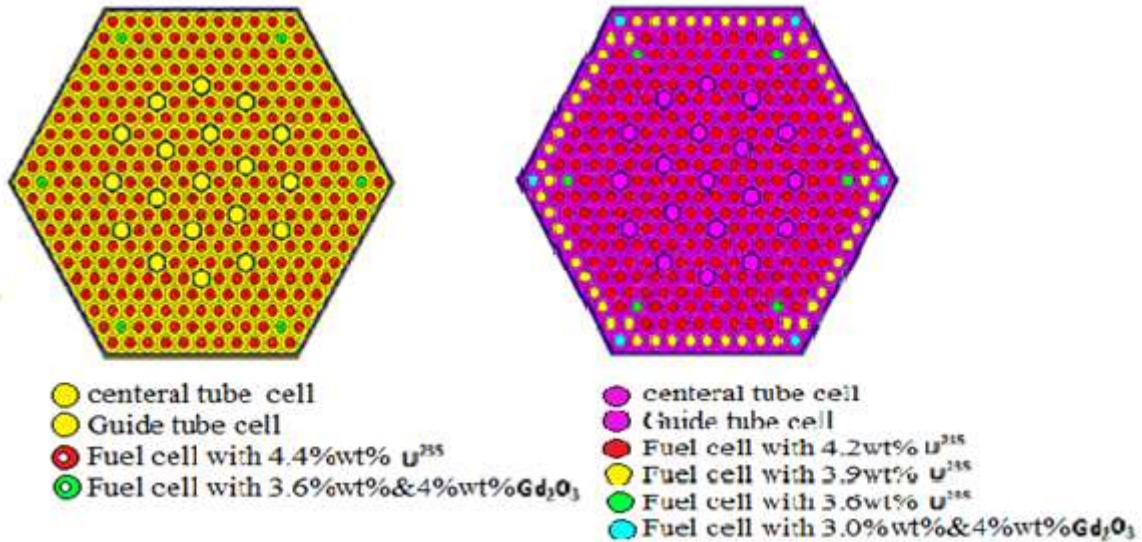 centeral tube cell
Guide tube cell
Fuel cell with 4.4%wt% U²³⁵
Fuel cell with 3.6%wt%&4%wt%Gd₂O₃
centeral tube cell
Guide tube cell
Fuel cell with 4.2wt% U²³⁵
Fuel cell with 3.9wt% U²³⁵
Fuel cell with 3.6wt% U²³⁵
Fuel cell with 3.0%wt%&4%wt%Gd₂O₃